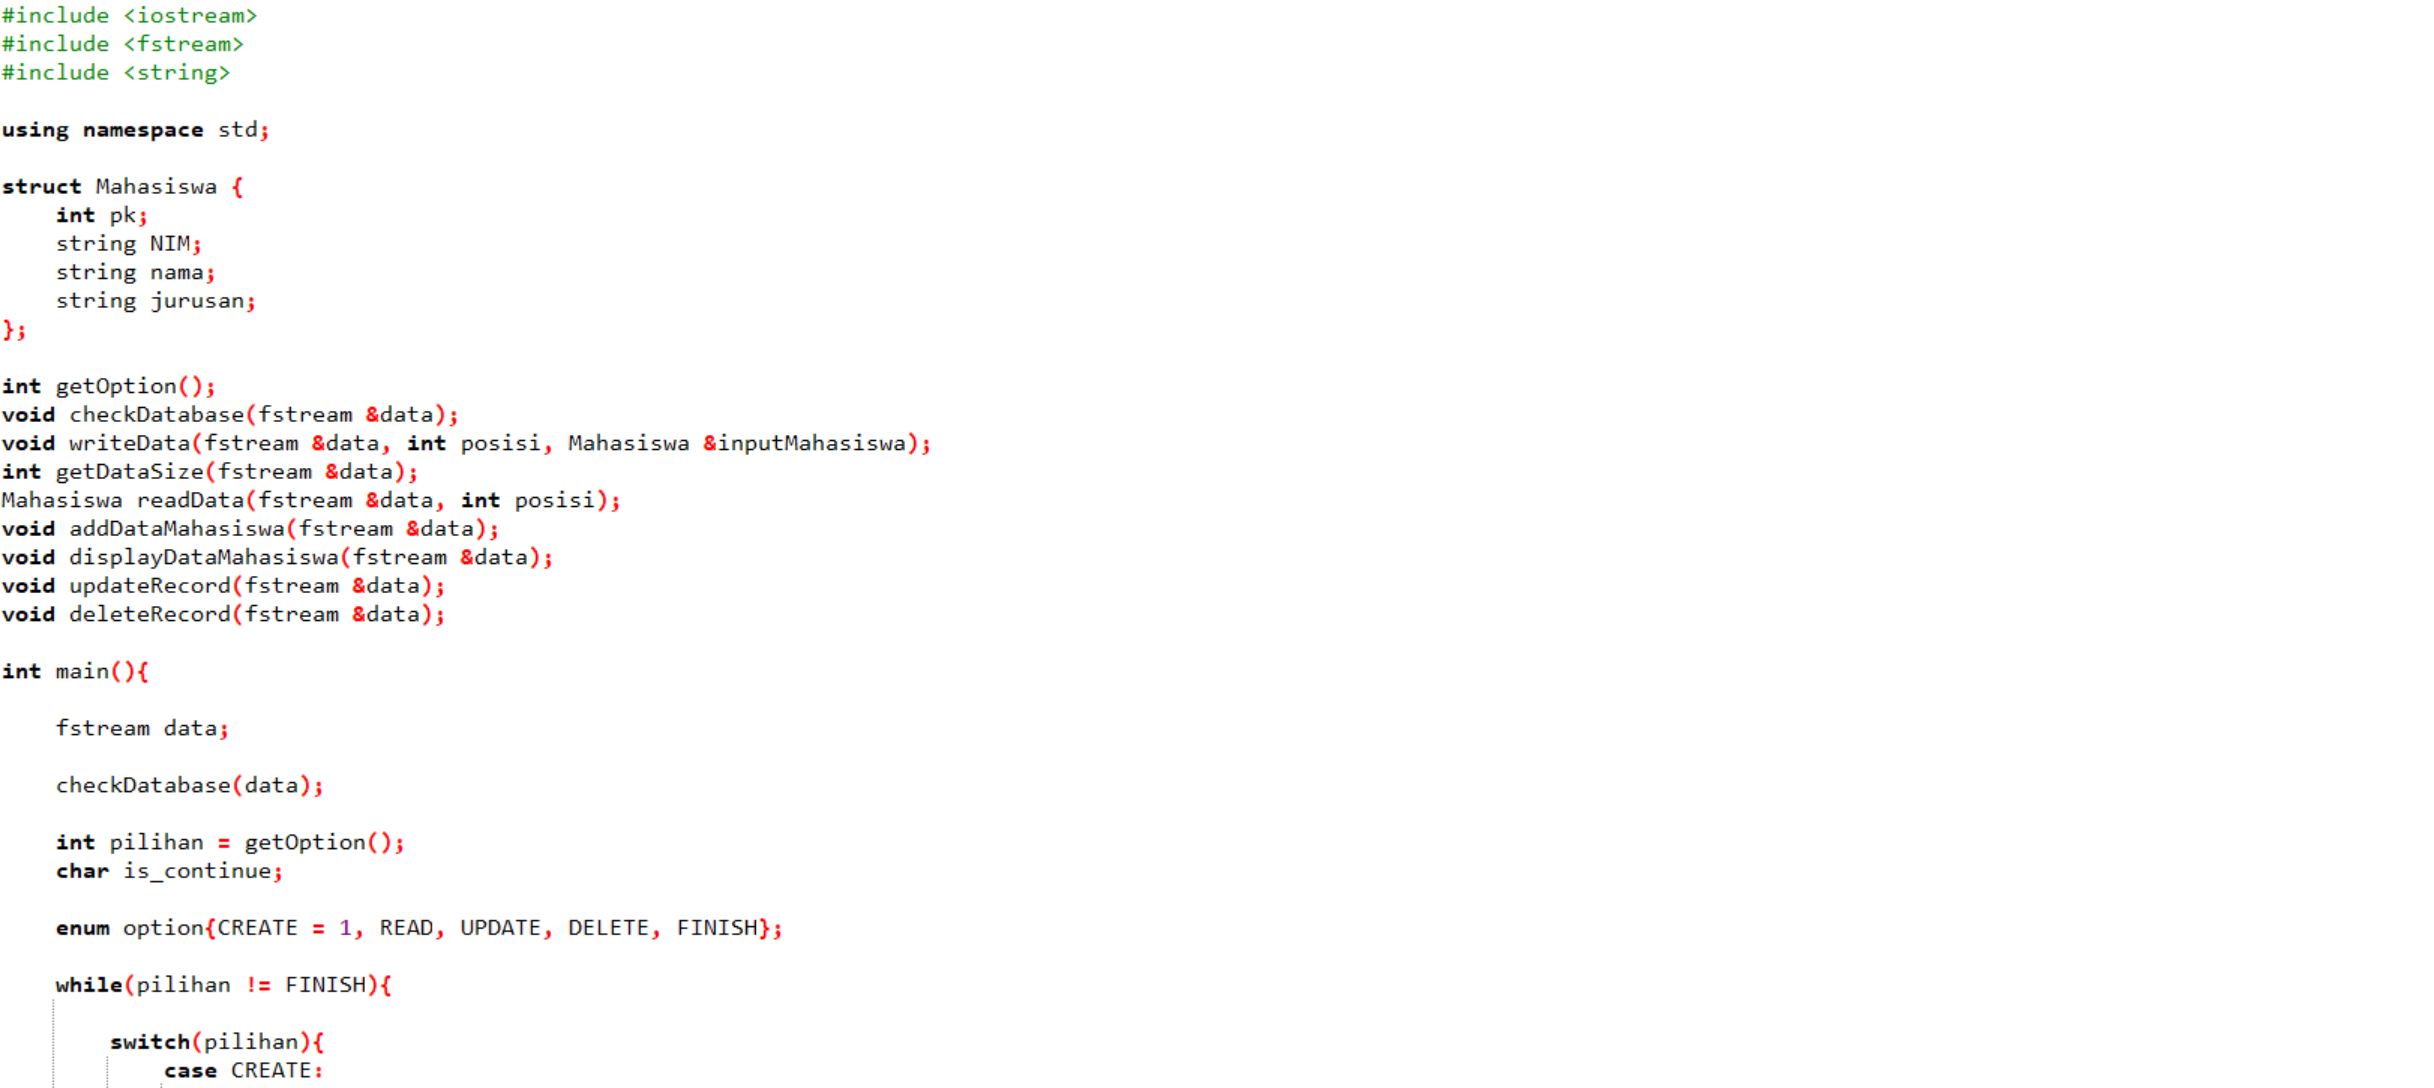 #include <iostream>
#include <fstream>
#include <string>
using namespace std;
struct Mahasiswa {
int pk;
string NIM;
string nama;
string jurusan;
};
int getOption();
void checkDatabase(fstream &data);
void writeData(fstream &data, int posisi, Mahasiswa &inputMahasiswa);
int getDataSize(fstream &data);
Mahasiswa readData(fstream &data, int posisi);
void addDataMahasiswa(fstream &data);
void displayDataMahasiswa(fstream &data);
void updateRecord(fstream &data);
void deleteRecord(fstream &data);
int main(){
fstream data;
checkDatabase(data);
int pilihan = getOption();
char is_continue;
enum option{CREATE = 1, READ, UPDATE, DELETE, FINISH};
while(pilihan != FINISH){
switch(pilihan){
case CREATE: